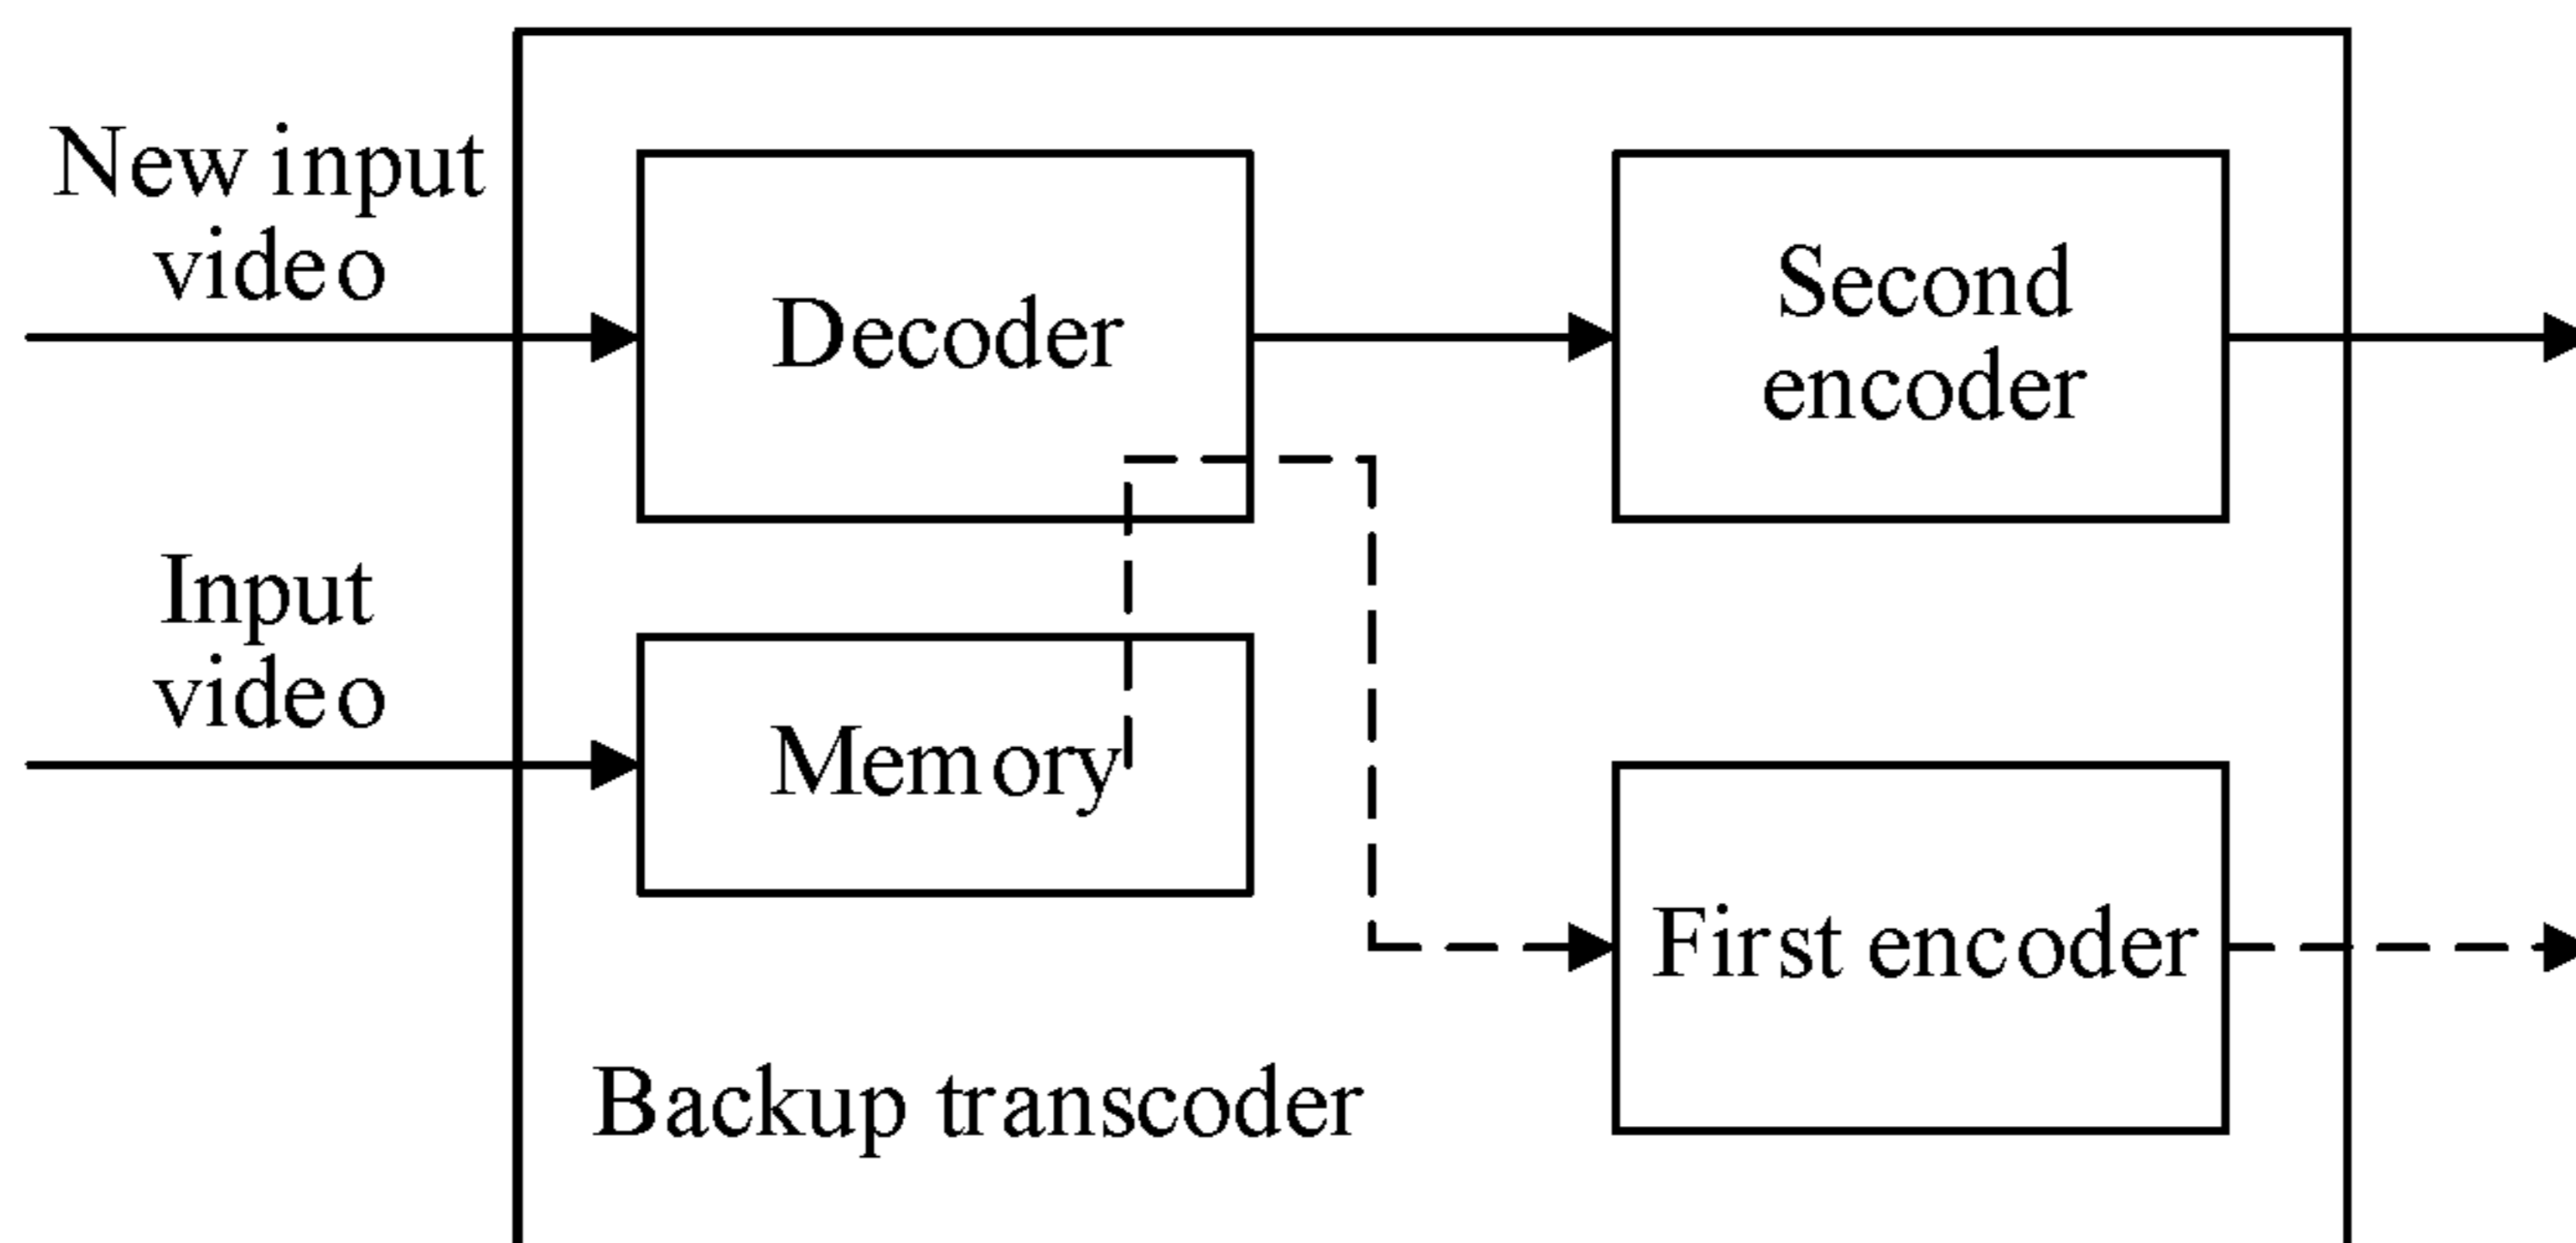 New input
video
Decoder
Second
encoder
Input
video
Memory
First encoder
Backup transcoder